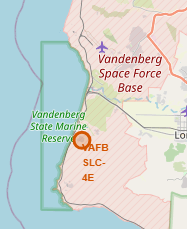 Vandenberg
Space Force
Base
Vandenberg
State Marine
Reserve
VAFB
SLC-
4E